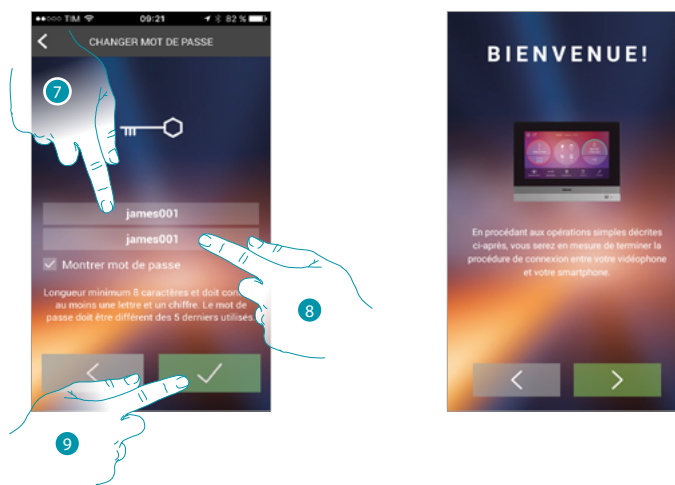 TIM 09:21 82 %
CHANGER MOT DE PASSE
7
james001
james001
Montrer mot de passe
8
Longueur minimum 8 caractères et doit con
au moins une lettre et un chiffre. Le mot de
passe doit être différent des 5 derniers utilisés.
9
BIENVENUE!
En procédant aux opérations simples décrites
ci-après, vous serez en mesure de terminer la
procédure de connexion entre votre vidéophone
et votre smartphone.